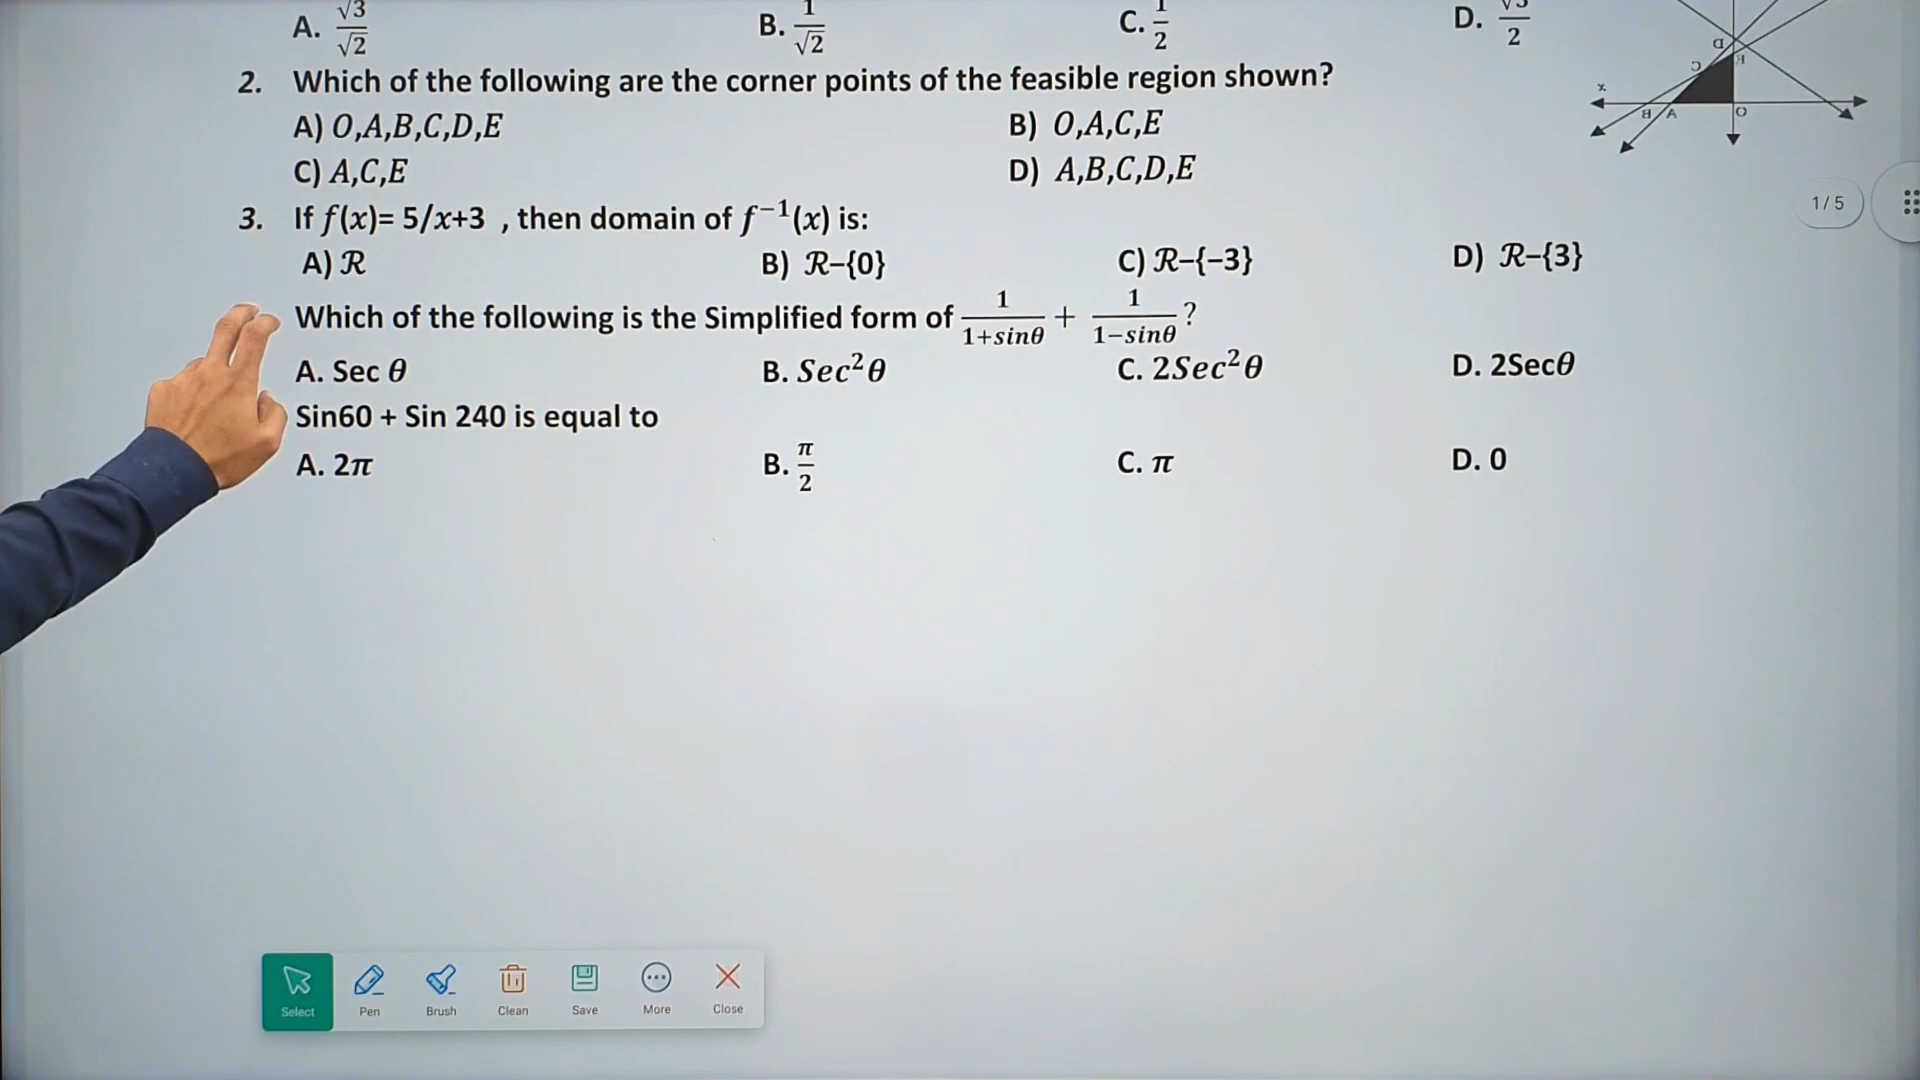 A. √3/√2 B. 1/√2 C. 1/2 D. √3/2
2. Which of the following are the corner points of the feasible region shown?
A) O,A,B,C,D,E B) O,A,C,E
C) A,C,E D) A,B,C,D,E
3. If f(x)= 5/x+3 , then domain of f⁻¹(x) is:
A) ℛ B) ℛ–{0} C) ℛ–{–3} D) ℛ–{3}
Which of the following is the Simplified form of 1/(1+sinθ) + 1/(1−sinθ)?
A. Sec θ B. Sec²θ C. 2Sec²θ D. 2Secθ
Sin60 + Sin 240 is equal to
A. 2π B. π/2 C. π D. 0
x D C E B A O
1/5
Select Pen Brush Clean Save More Close